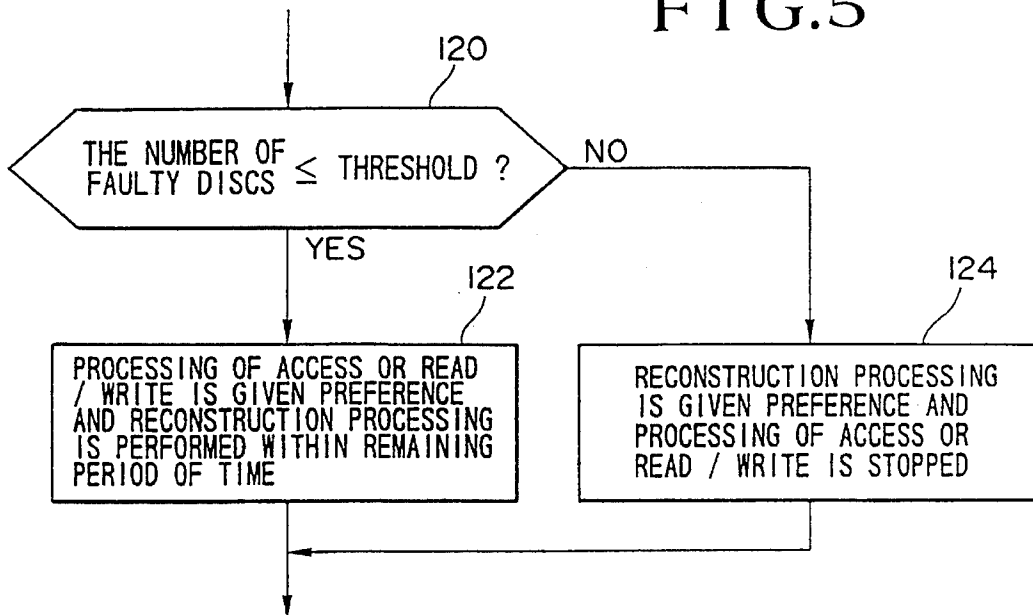 FIG.5
120
THE NUMBER OF
FAULTY DISCS ≤ THRESHOLD ?
NO
YES
122
124
PROCESSING OF ACCESS OR READ
/ WRITE IS GIVEN PREFERENCE
AND RECONSTRUCTION PROCESSING
IS PERFORMED WITHIN REMAINING
PERIOD OF TIME
RECONSTRUCTION PROCESSING
IS GIVEN PREFERENCE AND
PROCESSING OF ACCESS OR
READ / WRITE IS STOPPED